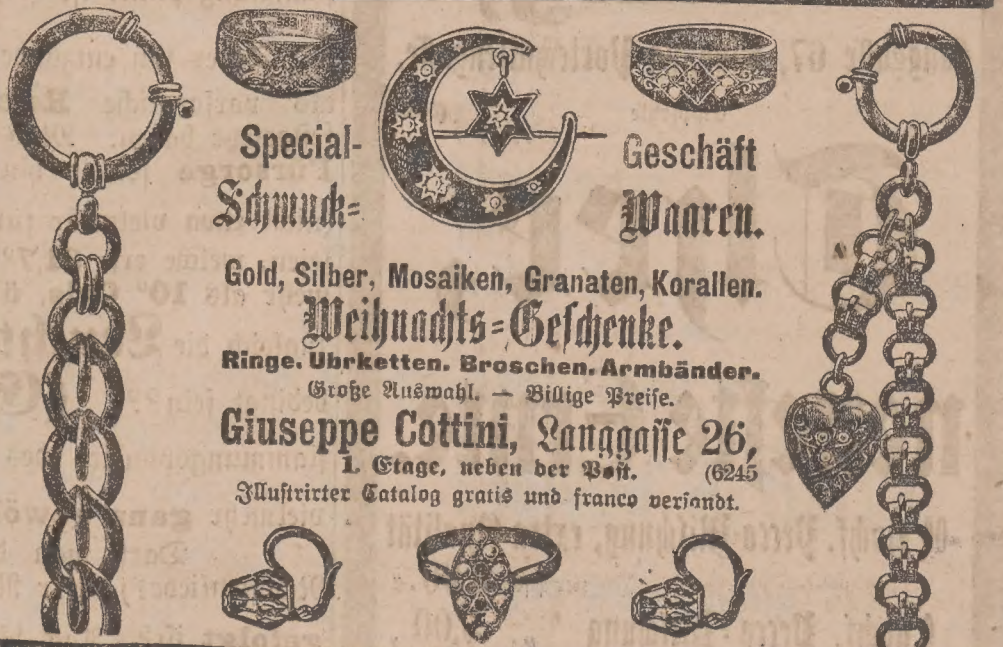 383
Special- Geschäft
Schmuck= Waaren.
Gold, Silber, Mosaiken, Granaten, Korallen.
Weihnachts=Geschenke.
Ringe. Uhrketten. Broschen. Armbänder.
Große Auswahl. — Billige Preise.
Giuseppe Cottini, Langgasse 26,
1. Etage, neben der Post. (6245
Illustrirter Catalog gratis und franco versandt.